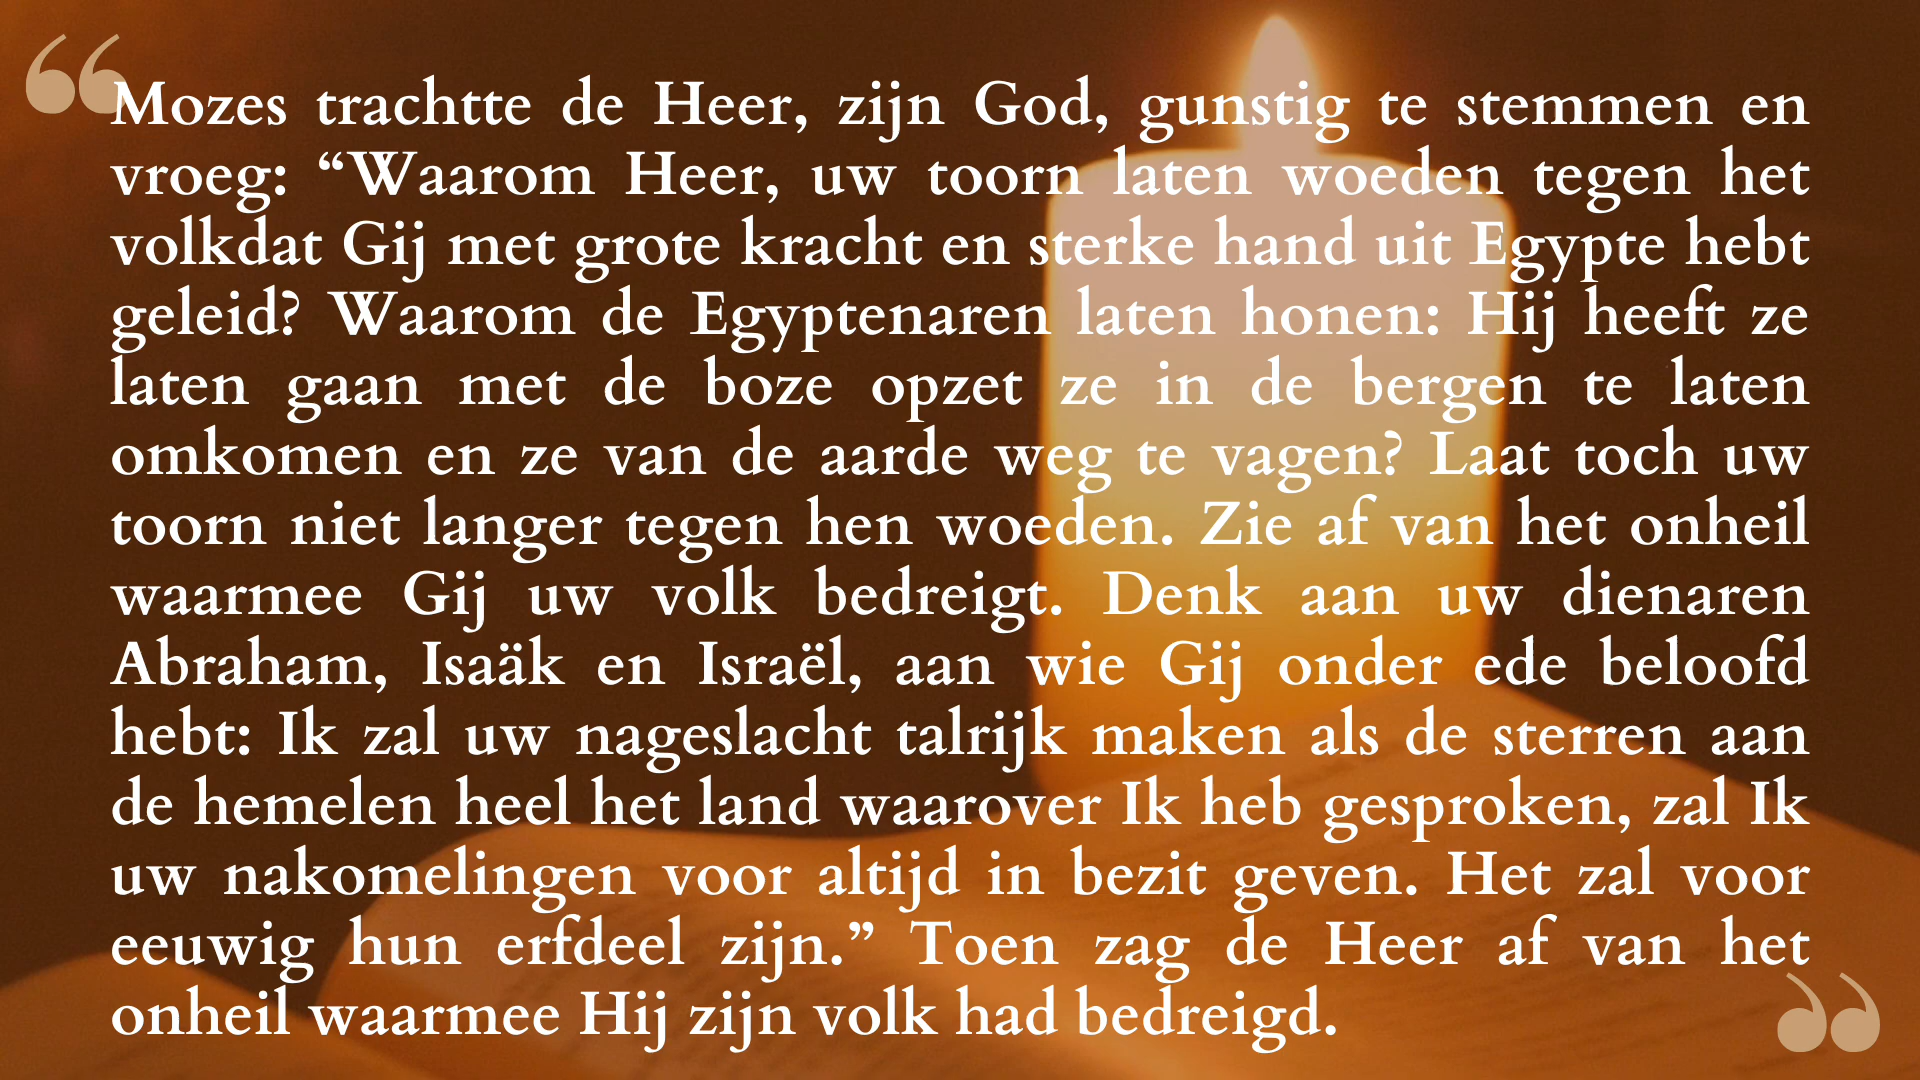 Mozes trachtte de Heer, zijn God, gunstig te stemmen en
vroeg: “Waarom Heer, uw toorn laten woeden tegen het
volkdat Gij met grote kracht en sterke hand uit Egypte hebt
geleid? Waarom de Egyptenaren laten honen: Hij heeft ze
laten gaan met de boze opzet ze in de bergen te laten
omkomen en ze van de aarde weg te vagen? Laat toch uw
toorn niet langer tegen hen woeden. Zie af van het onheil
waarmee Gij uw volk bedreigt. Denk aan uw dienaren
Abraham, Isaäk en Israël, aan wie Gij onder ede beloofd
hebt: Ik zal uw nageslacht talrijk maken als de sterren aan
de hemelen heel het land waarover Ik heb gesproken, zal Ik
uw nakomelingen voor altijd in bezit geven. Het zal voor
eeuwig hun erfdeel zijn.” Toen zag de Heer af van het
onheil waarmee Hij zijn volk had bedreigd.